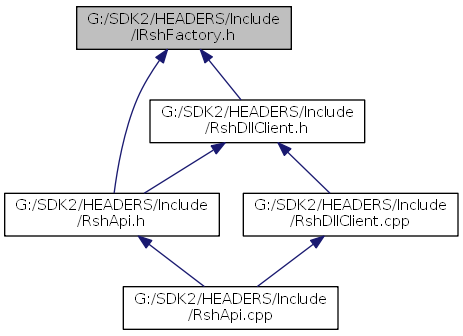 G:/SDK2/HEADERS/Include
/IRshFactory.h
G:/SDK2/HEADERS/Include
/RshDllClient.h
G:/SDK2/HEADERS/Include
/RshApi.h
G:/SDK2/HEADERS/Include
/RshDllClient.cpp
G:/SDK2/HEADERS/Include
/RshApi.cpp